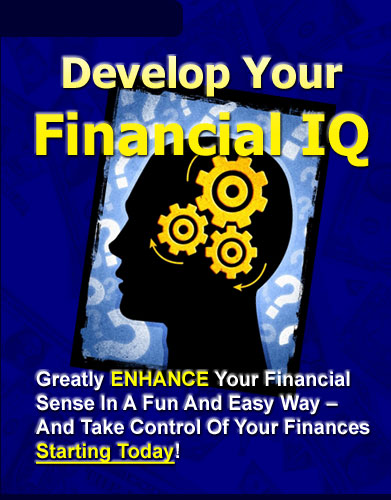 Develop Your
Financial IQ
Greatly ENHANCE Your Financial
Sense In A Fun And Easy Way –
And Take Control Of Your Finances
Starting Today!